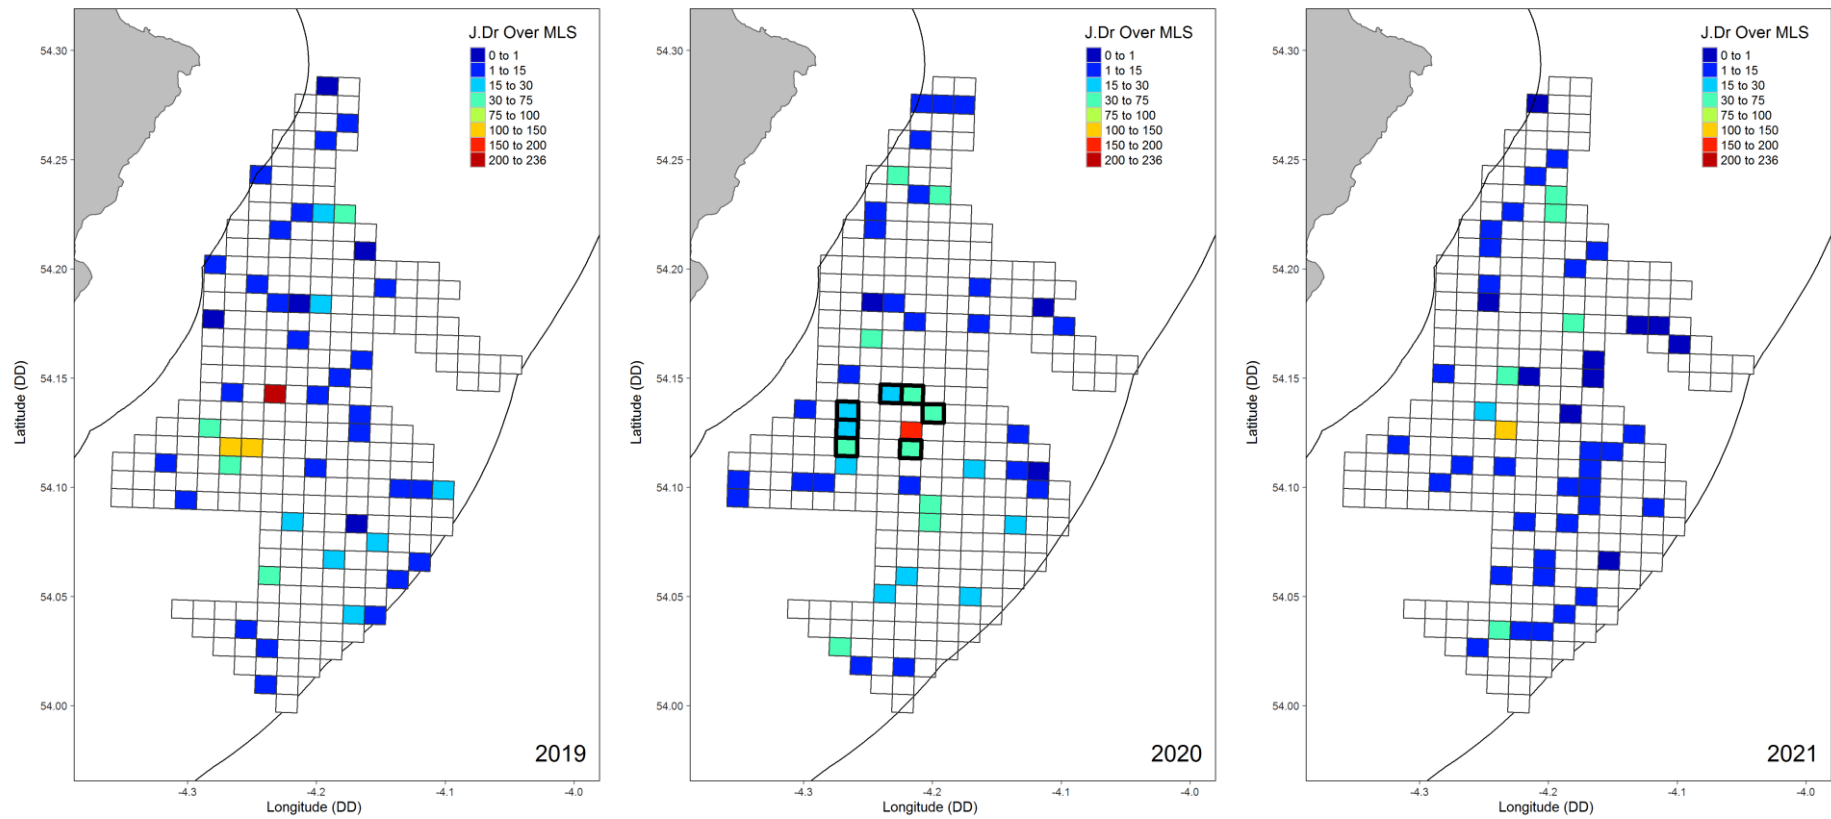 J.Dr Over MLS
0 to 1
1 to 15
15 to 30
30 to 75
75 to 100
100 to 150
150 to 200
200 to 236
54.30
54.25
54.20
54.15
54.10
54.05
54.00
Latitude (DD)
2019
-4.3
-4.2
-4.1
-4.0
Longitude (DD)
J.Dr Over MLS
0 to 1
1 to 15
15 to 30
30 to 75
75 to 100
100 to 150
150 to 200
200 to 236
54.30
54.25
54.20
54.15
54.10
54.05
54.00
Latitude (DD)
2020
-4.3
-4.2
-4.1
-4.0
Longitude (DD)
J.Dr Over MLS
0 to 1
1 to 15
15 to 30
30 to 75
75 to 100
100 to 150
150 to 200
200 to 236
54.30
54.25
54.20
54.15
54.10
54.05
54.00
Latitude (DD)
2021
-4.3
-4.2
-4.1
-4.0
Longitude (DD)